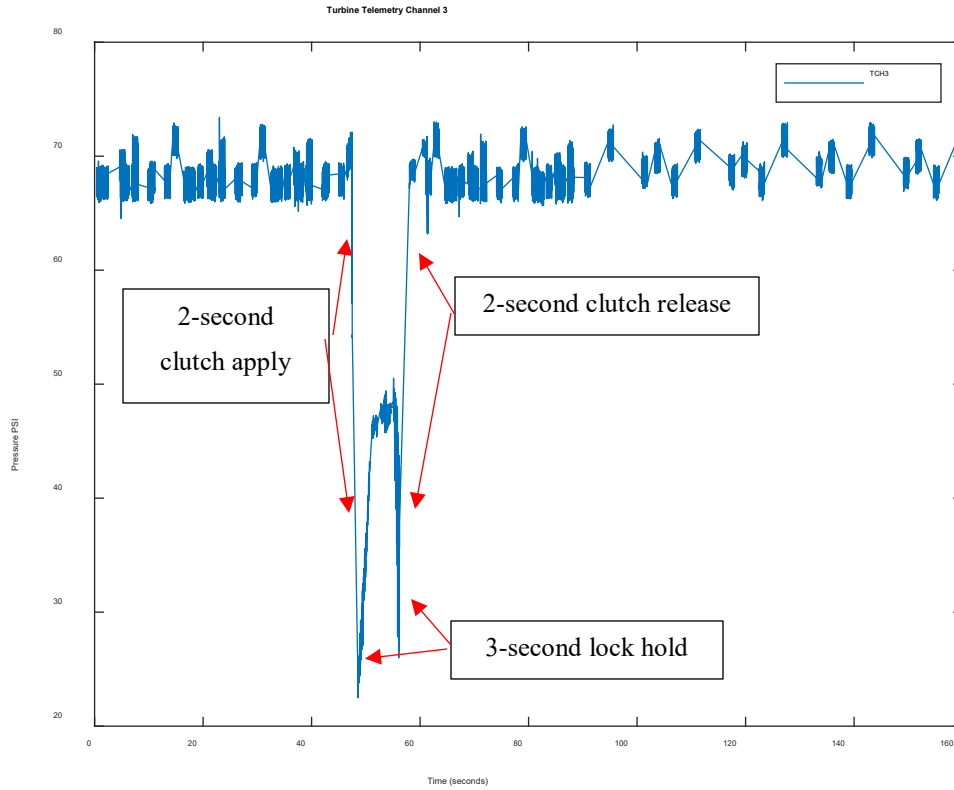 Turbine Telemetry Channel 3
80
70
60
50
40
30
20
TCH3
2-second
clutch apply
2-second clutch release
3-second lock hold
Pressure PSI
0 20 40 60 80 100 120 140 160
Time (seconds)